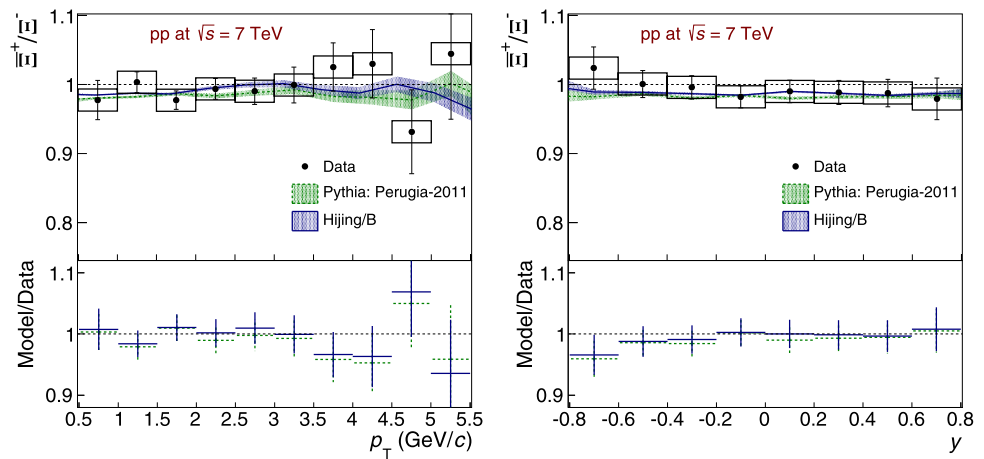 Ξ̅⁺/Ξ⁻
1.1
1
0.9
0.8
pp at √s = 7 TeV
Data
Pythia: Perugia-2011
Hijing/B
Model/Data
1.1
1
0.9
0.5 1 1.5 2 2.5 3 3.5 4 4.5 5 5.5
p_T (GeV/c)
Ξ̅⁺/Ξ⁻
1.1
1
0.9
0.8
pp at √s = 7 TeV
Data
Pythia: Perugia-2011
Hijing/B
Model/Data
1.1
1
0.9
-0.8 -0.6 -0.4 -0.2 0 0.2 0.4 0.6 0.8
y